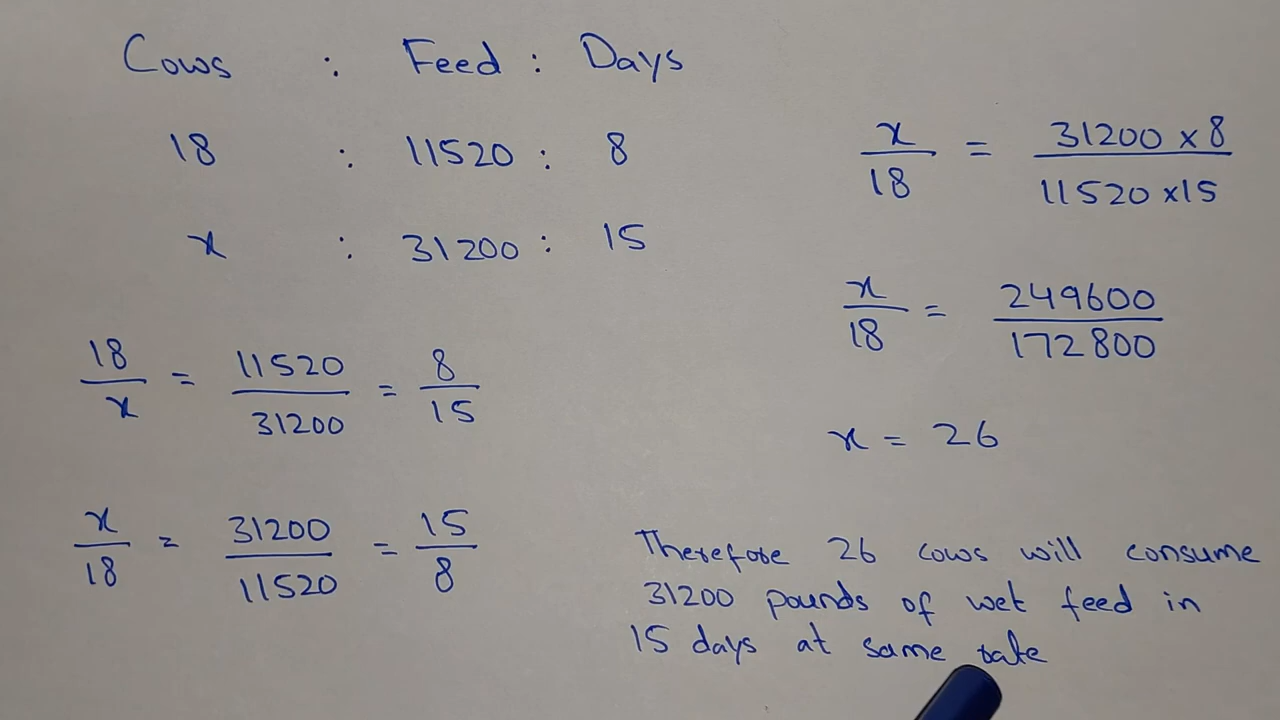 Cows : Feed : Days
18 : 11520 : 8
x : 31200 : 15
18/x = 11520/31200 = 8/15
x/18 = 31200/11520 = 15/8
x/18 = 31200 x 8/11520 x 15
x/18 = 249600/172800
x = 26
Therefore 26 cows will consume
31200 pounds of wet feed in
15 days at same rate